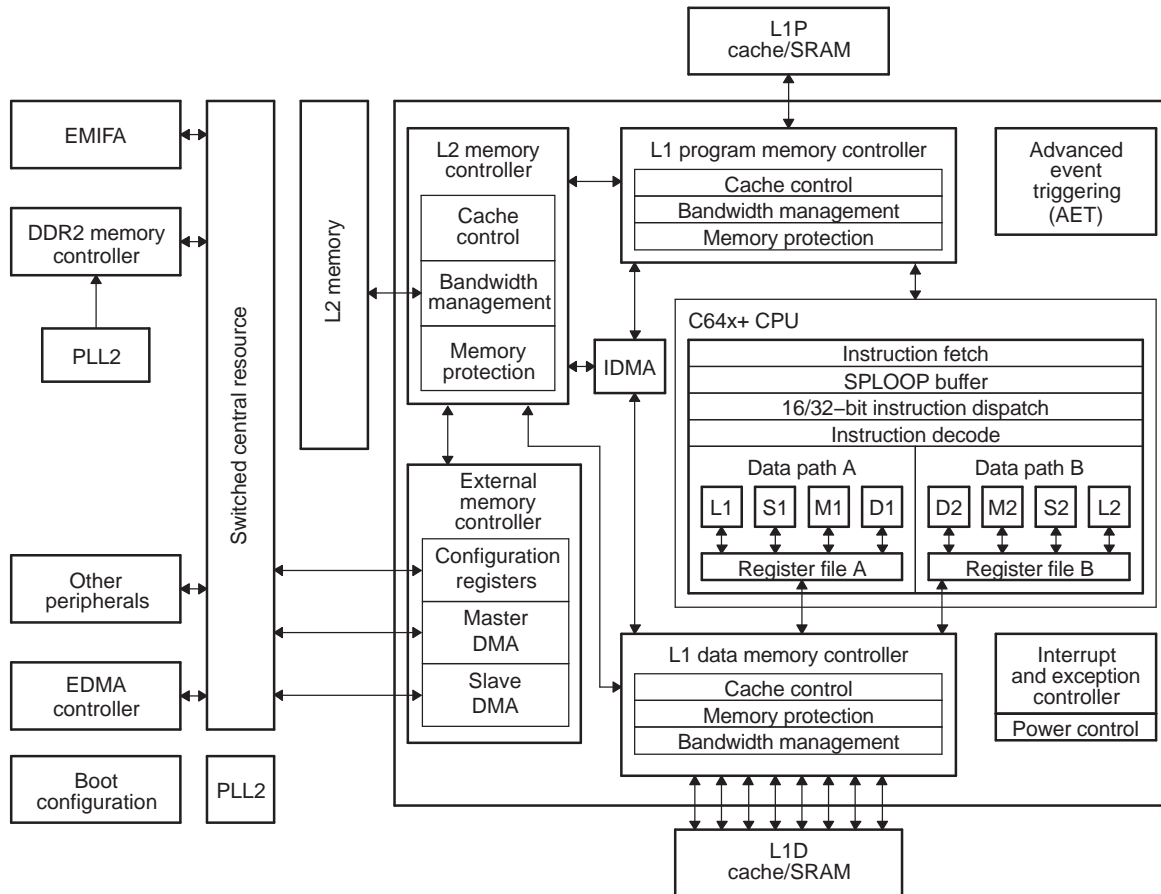 L1P
cache/SRAM
EMIFA
DDR2 memory
controller
PLL2
Other
peripherals
EDMA
controller
Boot
configuration
Switched central resource
PLL2
L2 memory
L2 memory
controller
Cache
control
Bandwidth
management
Memory
protection
External
memory
controller
Configuration
registers
Master
DMA
Slave
DMA
IDMA
L1 program memory controller
Cache control
Bandwidth management
Memory protection
Advanced
event
triggering
(AET)
C64x+ CPU
Instruction fetch
SPLOOP buffer
16/32–bit instruction dispatch
Instruction decode
Data path A
Data path B
L1 S1 M1 D1
D2 M2 S2 L2
Register file A
Register file B
L1 data memory controller
Cache control
Memory protection
Bandwidth management
Interrupt
and exception
controller
Power control
L1D
cache/SRAM